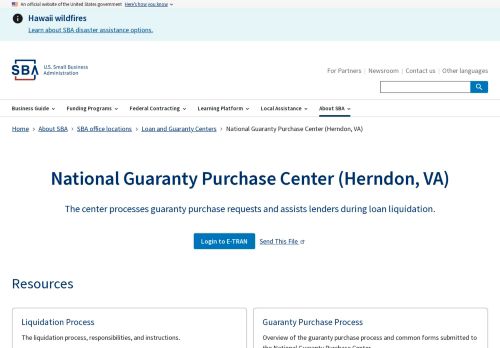 An official website of the United States government Here's how you know
Hawaii wildfires
Learn about SBA disaster assistance options.
SBA
U.S. Small Business
Administration
For Partners Newsroom Contact us Other languages
Business Guide Funding Programs Federal Contracting Learning Platform Local Assistance About SBA
Home About SBA SBA office locations Loan and Guaranty Centers National Guaranty Purchase Center (Herndon, VA)
National Guaranty Purchase Center (Herndon, VA)
The center processes guaranty purchase requests and assists lenders during loan liquidation.
Login to E-TRAN Send This File
Resources
Liquidation Process
The liquidation process, responsibilities, and instructions.
Guaranty Purchase Process
Overview of the guaranty purchase process and common forms submitted to
the National Guaranty Purchase Center.